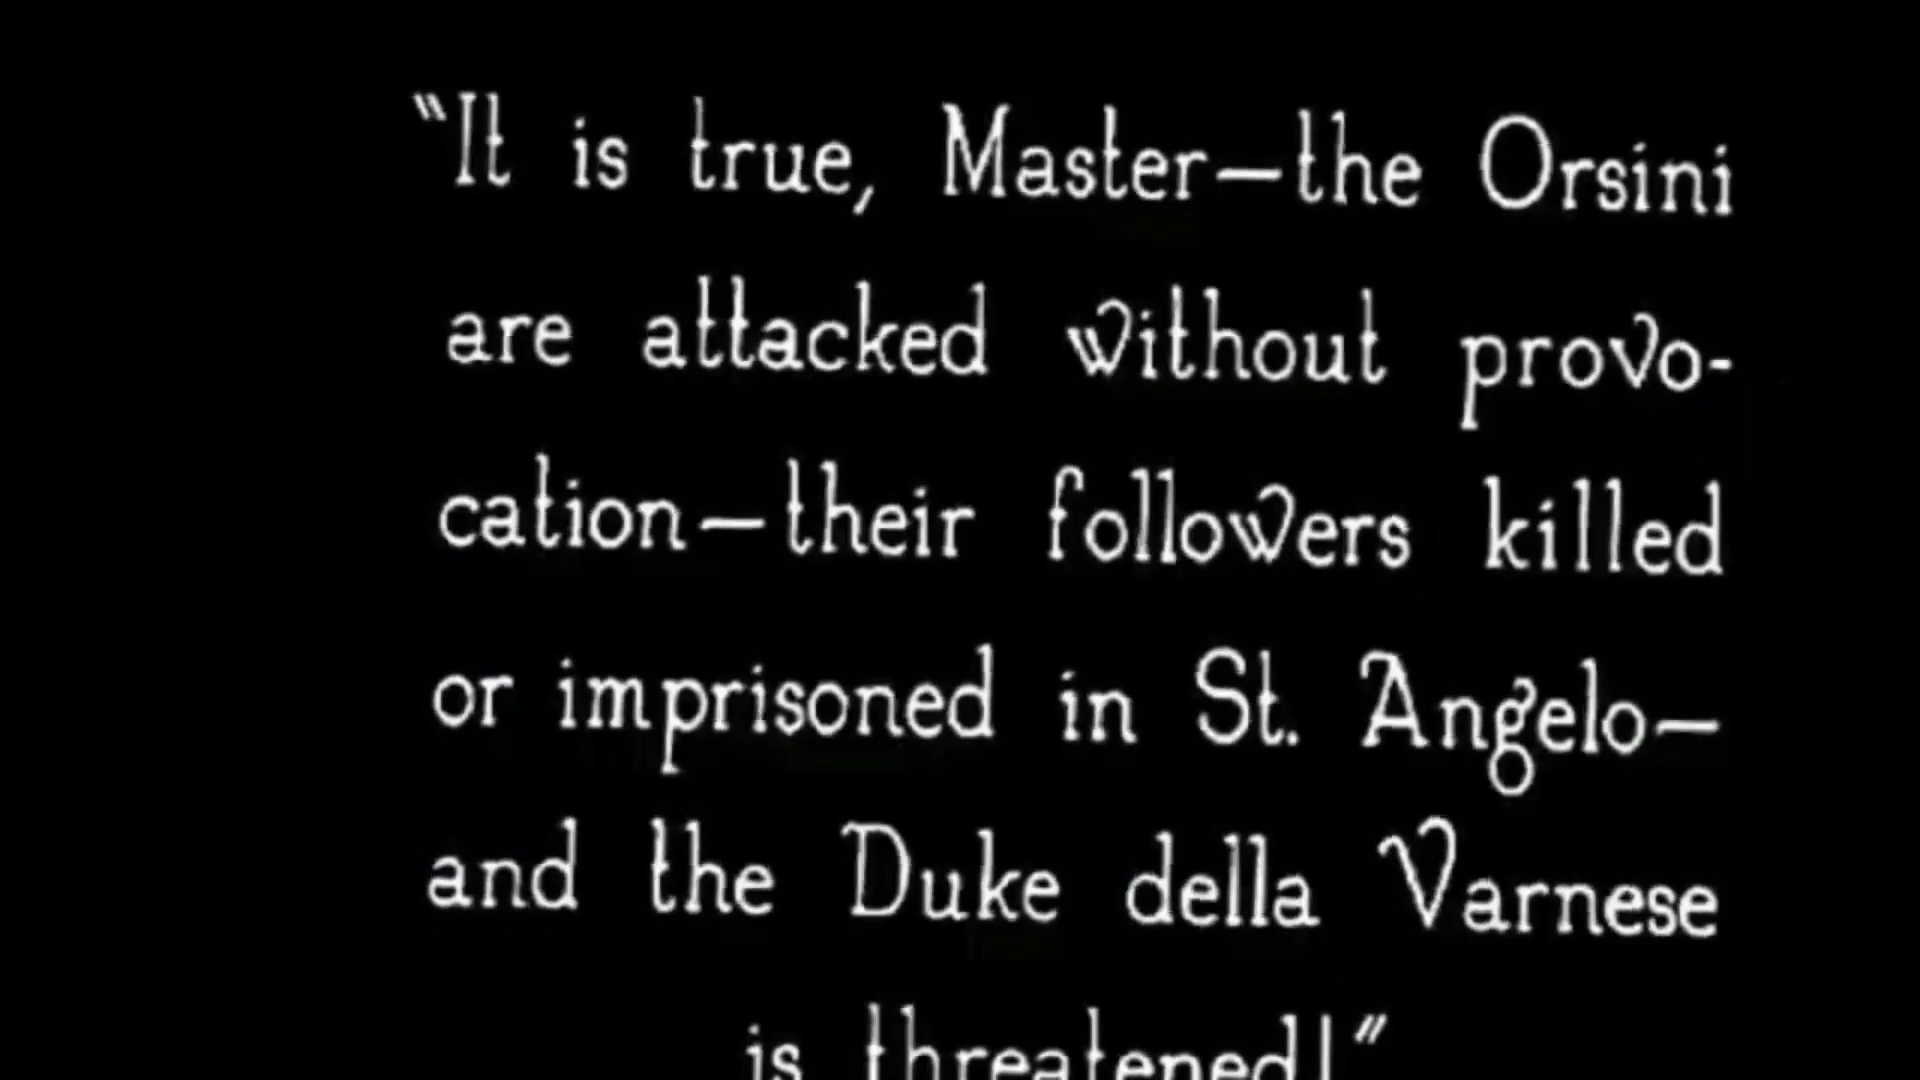 "It is true, Master—the Orsini
are attacked without provo-
cation—their followers killed
or imprisoned in St. Angelo—
and the Duke della Varnese
is threatened!"